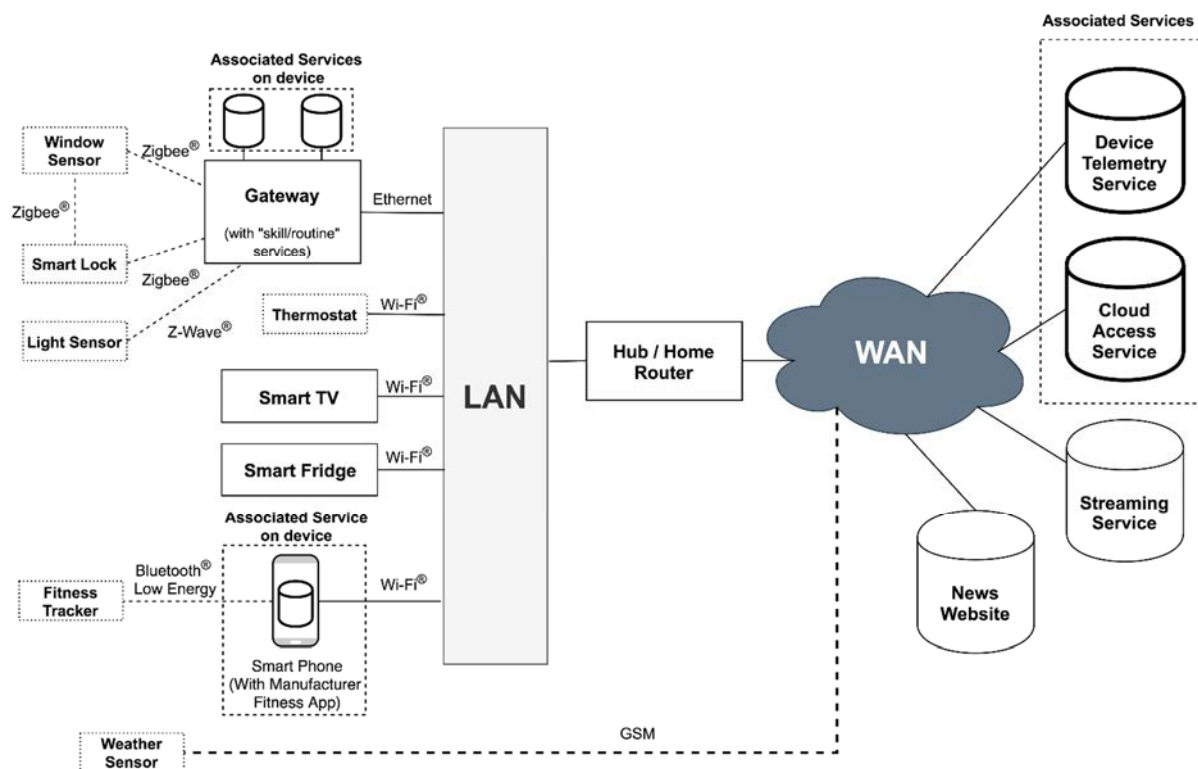 Associated Services
Associated Services
on device
Window
Sensor
Zigbee®
Gateway
(with "skill/routine"
services)
Ethernet
Zigbee®
Smart Lock
Zigbee®
Light Sensor
Z-Wave®
Thermostat
Wi-Fi®
Smart TV
Wi-Fi®
Smart Fridge
Wi-Fi®
Associated Service
on device
Bluetooth®
Low Energy
Fitness
Tracker
Wi-Fi®
Smart Phone
(With Manufacturer
Fitness App)
LAN
Hub / Home
Router
WAN
Device
Telemetry
Service
Cloud
Access
Service
Streaming
Service
News
Website
GSM
Weather
Sensor